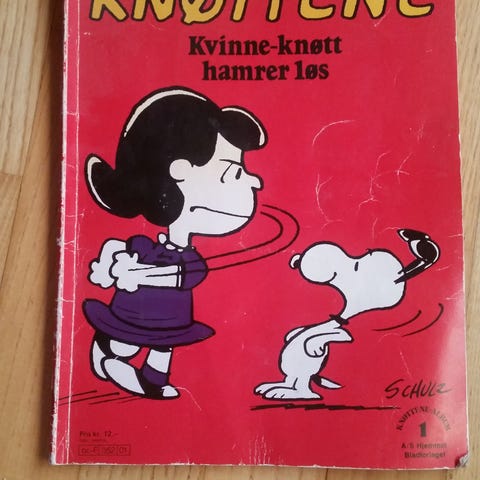 KNØTTENE
Kvinne-knøtt
hamrer løs
SCHULZ
KNØTTENE-ALBUM
1
A/S Hjemmet
Bladforlaget
Pris kr. 12,-